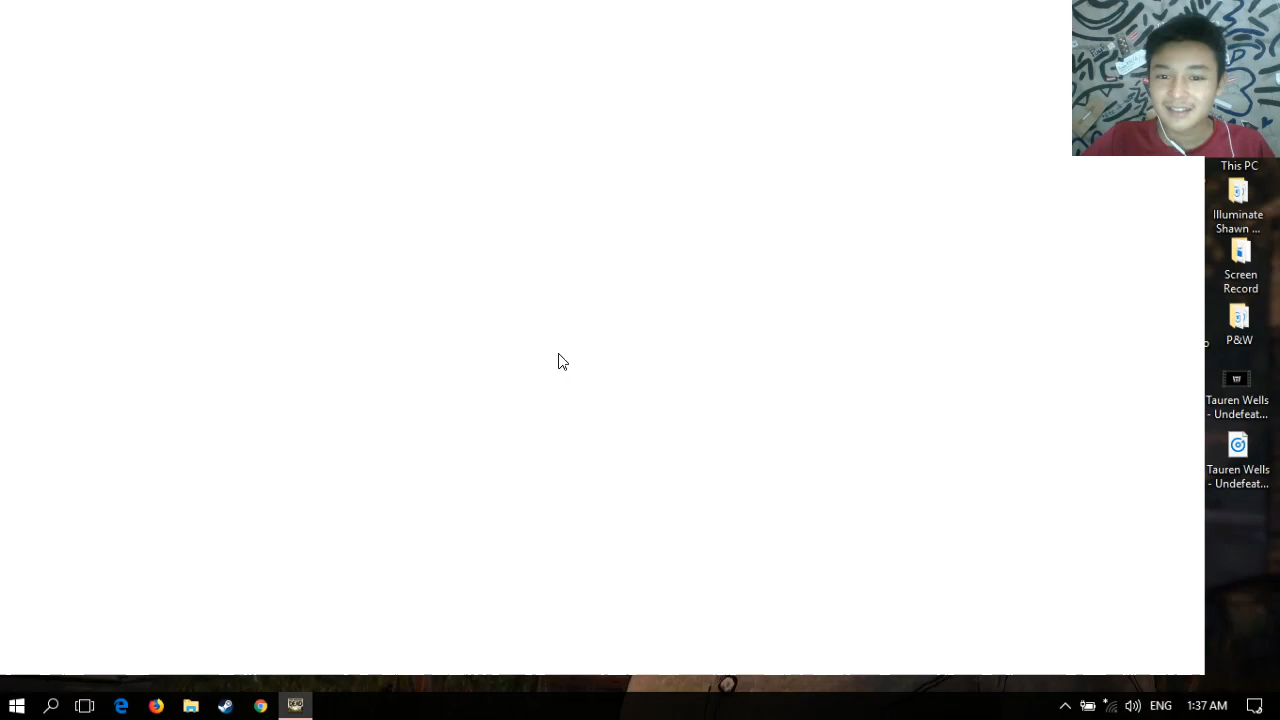 This PC
Illuminate
Shawn ...
Screen
Record
P&W
Tauren Wells
- Undefeat...
Tauren Wells
- Undefeat...
ENG
1:37 AM